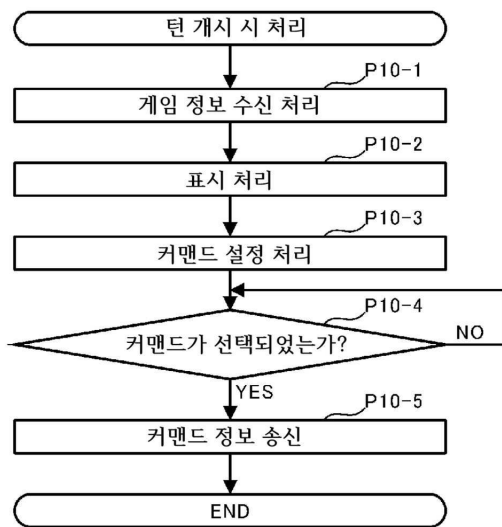 턴 개시 시 처리
P10-1
게임 정보 수신 처리
P10-2
표시 처리
P10-3
커맨드 설정 처리
P10-4
커맨드가 선택되었는가?
NO
YES
P10-5
커맨드 정보 송신
END